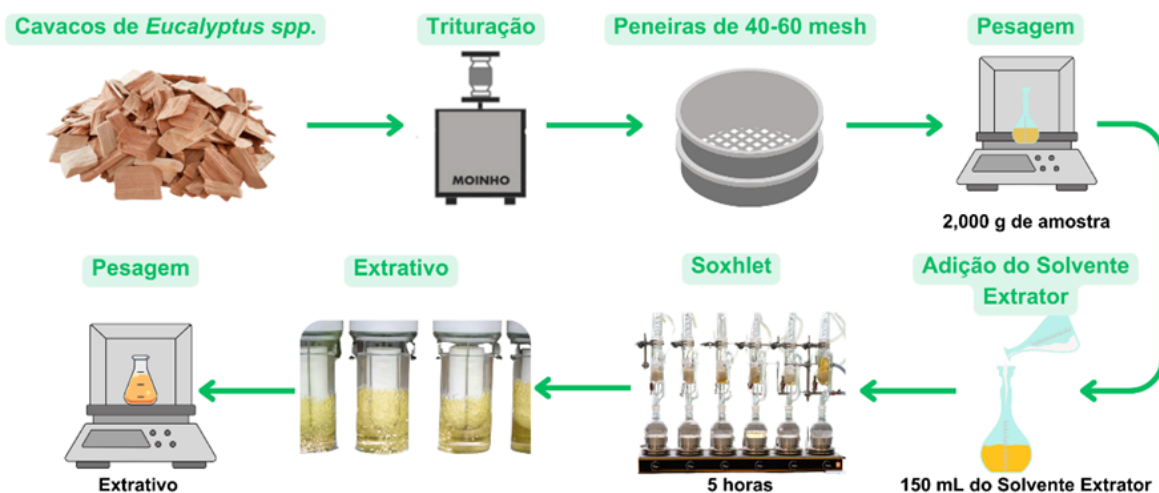 Cavacos de Eucalyptus spp.
Trituração
Peneiras de 40-60 mesh
Pesagem
MOINHO
2,000 g de amostra
Pesagem
Extrativo
Soxhlet
Adição do Solvente
Extrator
Extrativo
5 horas
150 mL do Solvente Extrator